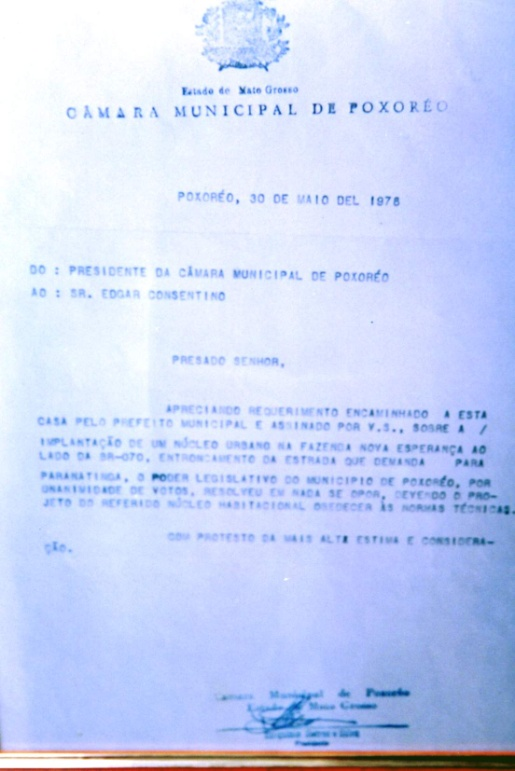 Estado de Mato Grosso
CÂMARA MUNICIPAL DE POXORÉO
POXORÉO, 30 DE MAIO DEL 1976
DO : PRESIDENTE DA CÂMARA MUNICIPAL DE POXORÉO
AO : SR. EDGAR CONSENTINO
PRESADO SENHOR,
APRECIANDO REQUERIMENTO ENCAMINHADO A ESTA
CASA PELO PREFEITO MUNICIPAL E ASSINADO POR V.S., SOBRE A /
IMPLANTAÇÃO DE UM NÚCLEO URBANO NA FAZENDA NOVA ESPERANÇA AO
LADO DA BR-070, ENTRONCAMENTO DA ESTRADA QUE DEMANDA PARA
PARANATINGA, O PODER LEGISLATIVO DO MUNICIPIO DE POXORÉO, POR
UNANIMIDADE DE VOTOS, RESOLVEU EM NADA SE OPOR, DEVENDO O PRO-
JETO DO REFERIDO NÚCLEO HABITACIONAL OBEDECER ÀS NORMAS TÉCNICAS.
COM PROTESTO DA MAIS ALTA ESTIMA E CONSIDERA-
ÇÃO.
Camara Municipal de Poxoréo
Estado de Mato Grosso
Presidente